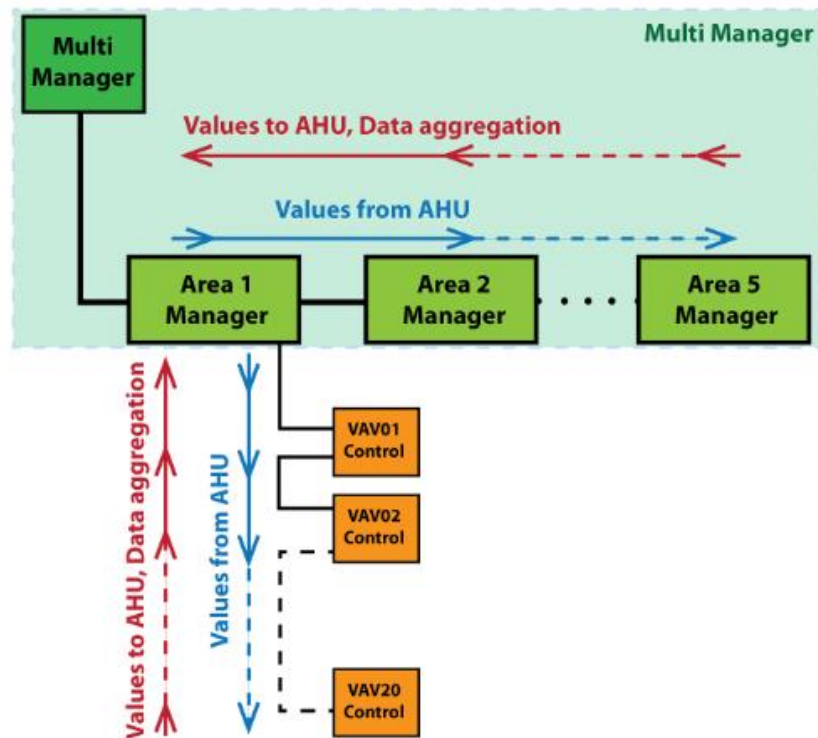 Multi
Manager
Multi Manager
Values to AHU, Data aggregation
Values from AHU
Area 1
Manager
Area 2
Manager
Area 5
Manager
Values to AHU, Data aggregation
Values from AHU
VAV01
Control
VAV02
Control
VAV20
Control